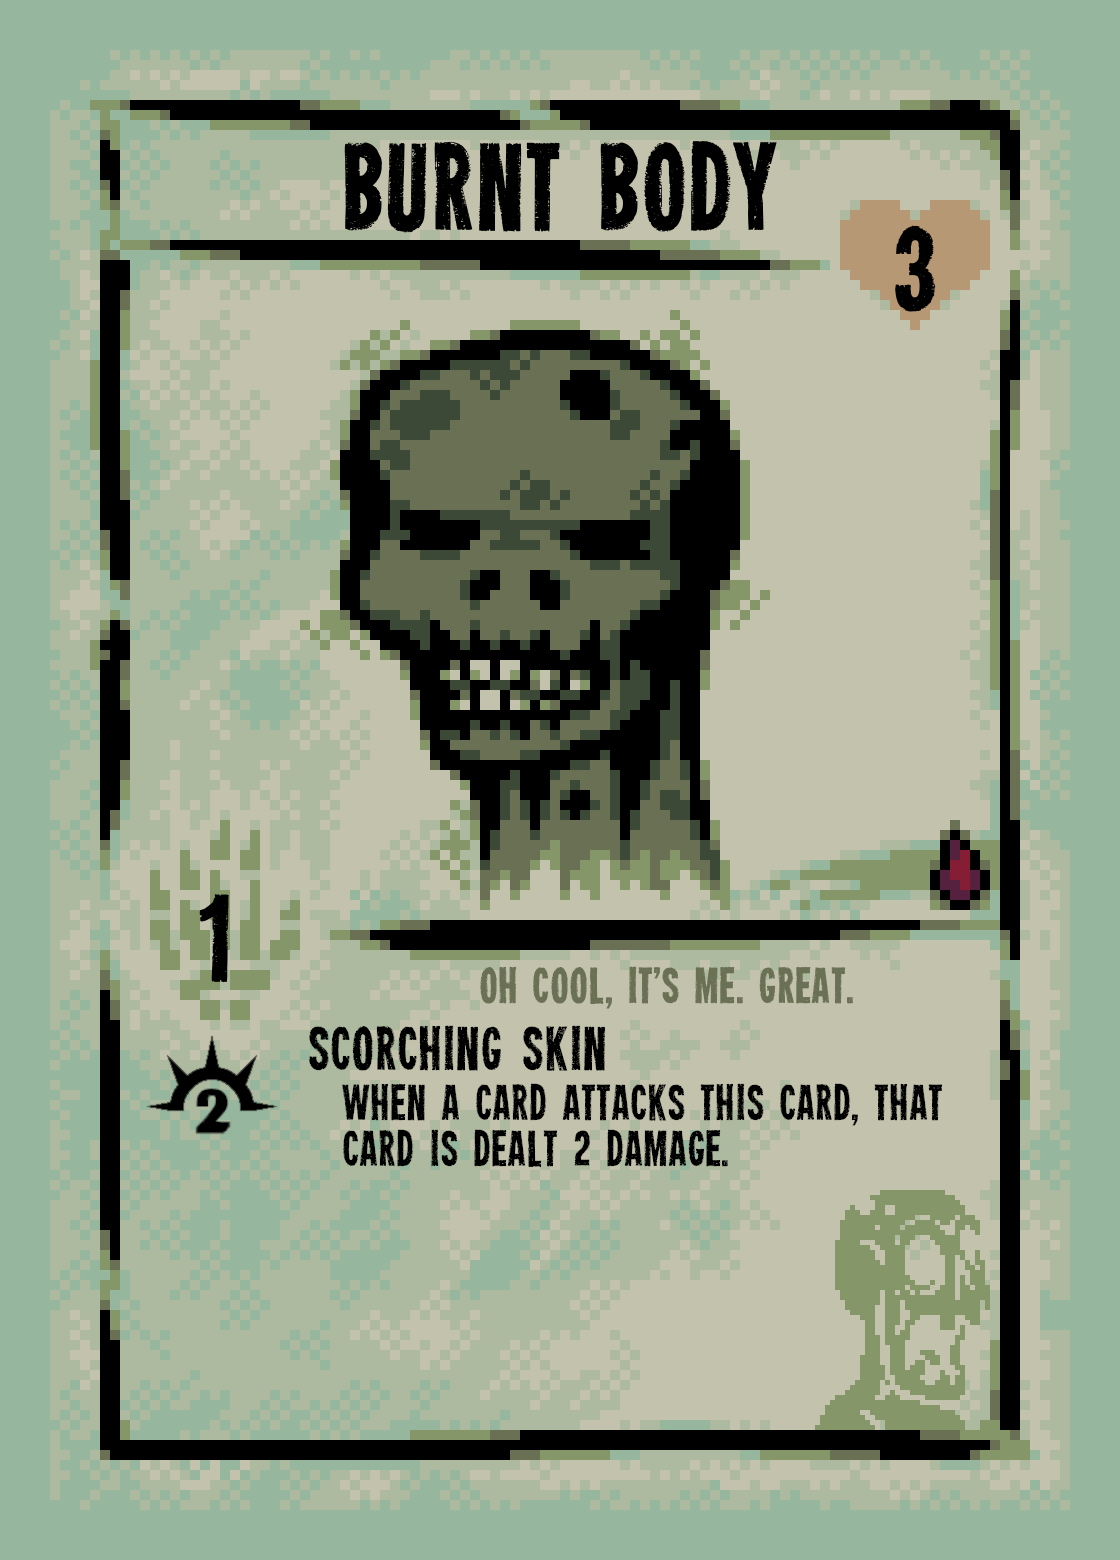 BURNT BODY
3
1
OH COOL, IT'S ME. GREAT.
SCORCHING SKIN
2
WHEN A CARD ATTACKS THIS CARD, THAT
CARD IS DEALT 2 DAMAGE.